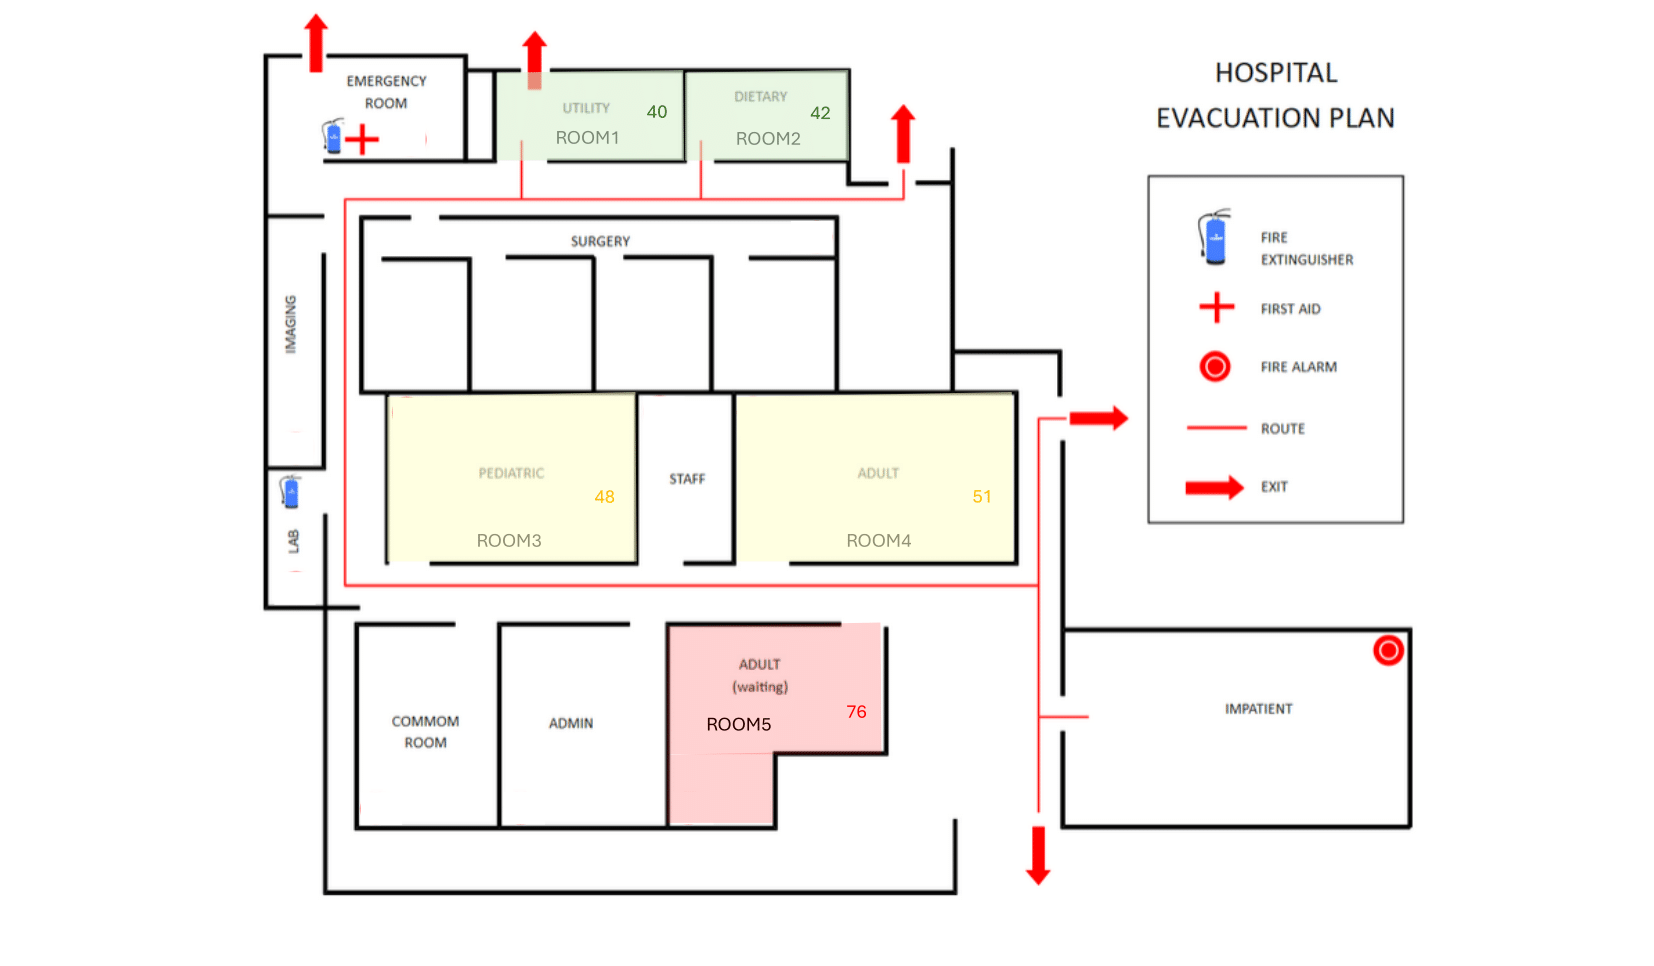 HOSPITAL
EVACUATION PLAN
EMERGENCY
ROOM
UTILITY
40
ROOM1
DIETARY
42
ROOM2
SURGERY
IMAGING
LAB
PEDIATRIC
48
ROOM3
STAFF
ADULT
51
ROOM4
COMMOM
ROOM
ADMIN
ADULT
(waiting)
76
ROOM5
IMPATIENT
FIRE
EXTINGUISHER
FIRST AID
FIRE ALARM
ROUTE
EXIT